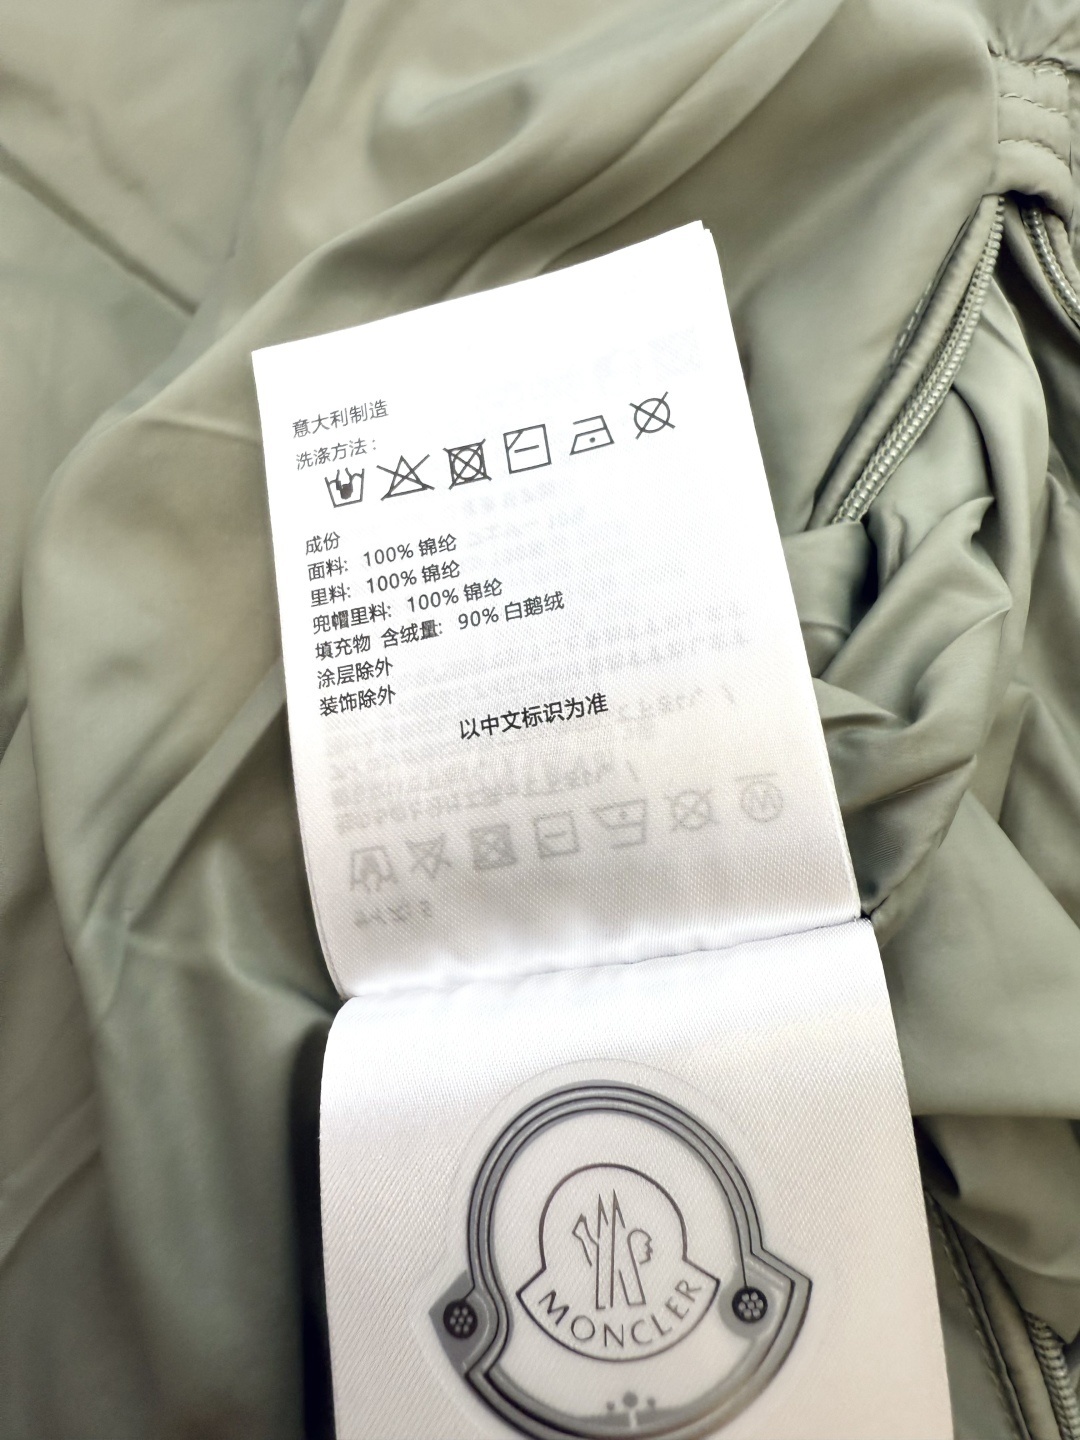 意大利制造
洗涤方法：
成份
面料: 100% 锦纶
里料: 100% 锦纶
兜帽里料: 100% 锦纶
填充物 含绒量: 90% 白鹅绒
涂层除外
装饰除外
以中文标识为准
MONCLER